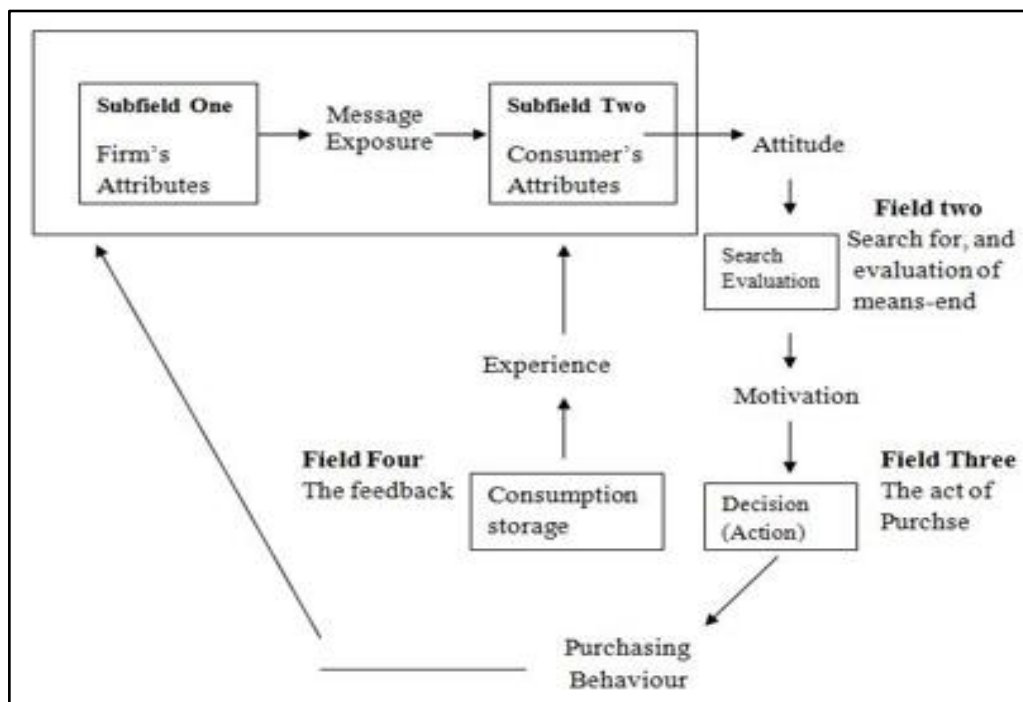 Subfield One
Firm's
Attributes
Message
Exposure
Subfield Two
Consumer's
Attributes
Attitude
Field two
Search for, and
evaluation of
means-end
Search
Evaluation
Experience
Motivation
Field Four
The feedback
Consumption
storage
Field Three
The act of
Purchse
Decision
(Action)
Purchasing
Behaviour